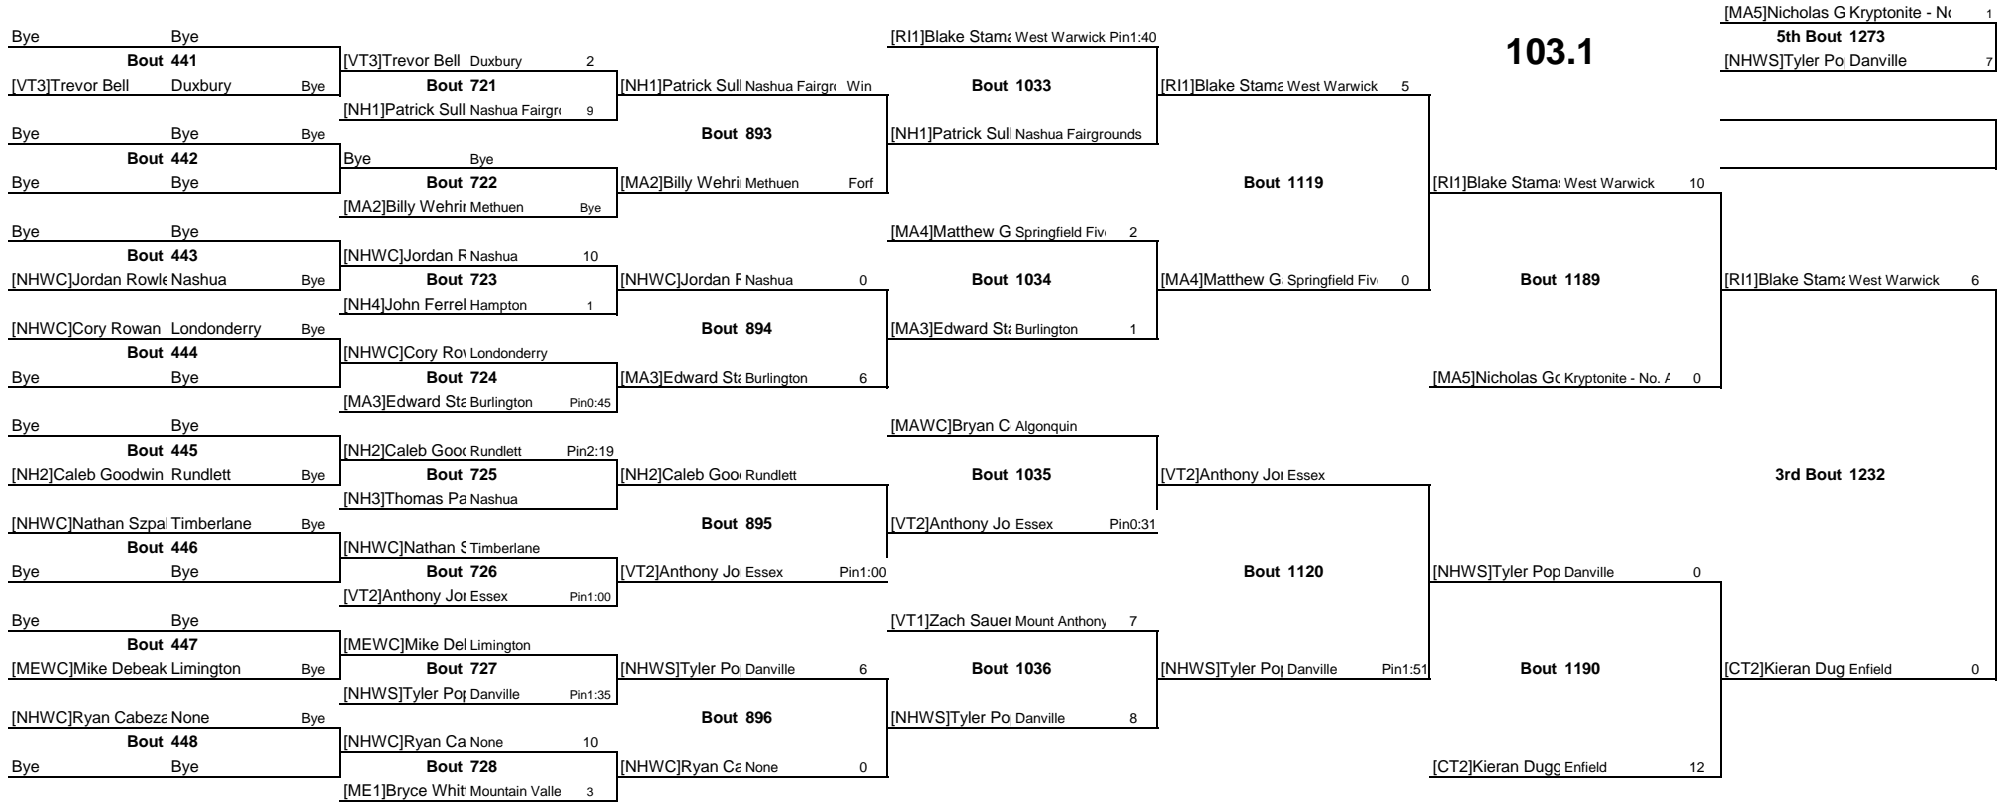 [MA5]Nicholas G Kryptonite - No 1
Bye Bye [RI1]Blake Stama West Warwick Pin1:40 103.1 5th Bout 1273
Bout 441 [VT3]Trevor Bell Duxbury 2 [NHWS]Tyler Po Danville 7
[VT3]Trevor Bell Duxbury Bye Bout 721 [NH1]Patrick Sull Nashua Fairgro Win Bout 1033 [RI1]Blake Stama West Warwick 5
[NH1]Patrick Sull Nashua Fairgro 9
Bye Bye Bye Bout 893 [NH1]Patrick Sul Nashua Fairgrounds
Bout 442 Bye Bye
Bye Bye Bout 722 [MA2]Billy Wehri Methuen Forf Bout 1119 [RI1]Blake Stama West Warwick 10
[MA2]Billy Wehrin Methuen Bye
Bye Bye [MA4]Matthew G Springfield Five 2
Bout 443 [NHWC]Jordan R Nashua 10
[NHWC]Jordan Rowle Nashua Bye Bout 723 [NHWC]Jordan R Nashua 0 Bout 1034 [MA4]Matthew G Springfield Five 0 Bout 1189 [RI1]Blake Stama West Warwick 6
[NH4]John Ferrel Hampton 1
[NHWC]Cory Rowan Londonderry Bye Bout 894 [MA3]Edward Sta Burlington 1
Bout 444 [NHWC]Cory Row Londonderry
Bye Bye Bout 724 [MA3]Edward Sta Burlington 6 [MA5]Nicholas Go Kryptonite - No. A 0
[MA3]Edward Sta Burlington Pin0:45
Bye Bye [MAWC]Bryan C Algonquin
Bout 445 [NH2]Caleb Good Rundlett Pin2:19
[NH2]Caleb Goodwin Rundlett Bye Bout 725 [NH2]Caleb Goo Rundlett Bout 1035 [VT2]Anthony Jo Essex 3rd Bout 1232
[NH3]Thomas Pa Nashua
[NHWC]Nathan Szpa Timberlane Bye Bout 895 [VT2]Anthony Jo Essex Pin0:31
Bout 446 [NHWC]Nathan S Timberlane
Bye Bye Bout 726 [VT2]Anthony Jo Essex Pin1:00 Bout 1120 [NHWS]Tyler Pop Danville 0
[VT2]Anthony Jor Essex Pin1:00
Bye Bye [VT1]Zach Sauer Mount Anthony 7
Bout 447 [MEWC]Mike Del Limington
[MEWC]Mike Debeak Limington Bye Bout 727 [NHWS]Tyler Po Danville 6 Bout 1036 [NHWS]Tyler Pop Danville Pin1:51 Bout 1190 [CT2]Kieran Dug Enfield 0
[NHWS]Tyler Pop Danville Pin1:35
[NHWC]Ryan Cabeza None Bye Bout 896 [NHWS]Tyler Po Danville 8
Bout 448 [NHWC]Ryan Ca None 10
Bye Bye Bout 728 [NHWC]Ryan Ca None 0 [CT2]Kieran Dugg Enfield 12
[ME1]Bryce Whit Mountain Valle 3